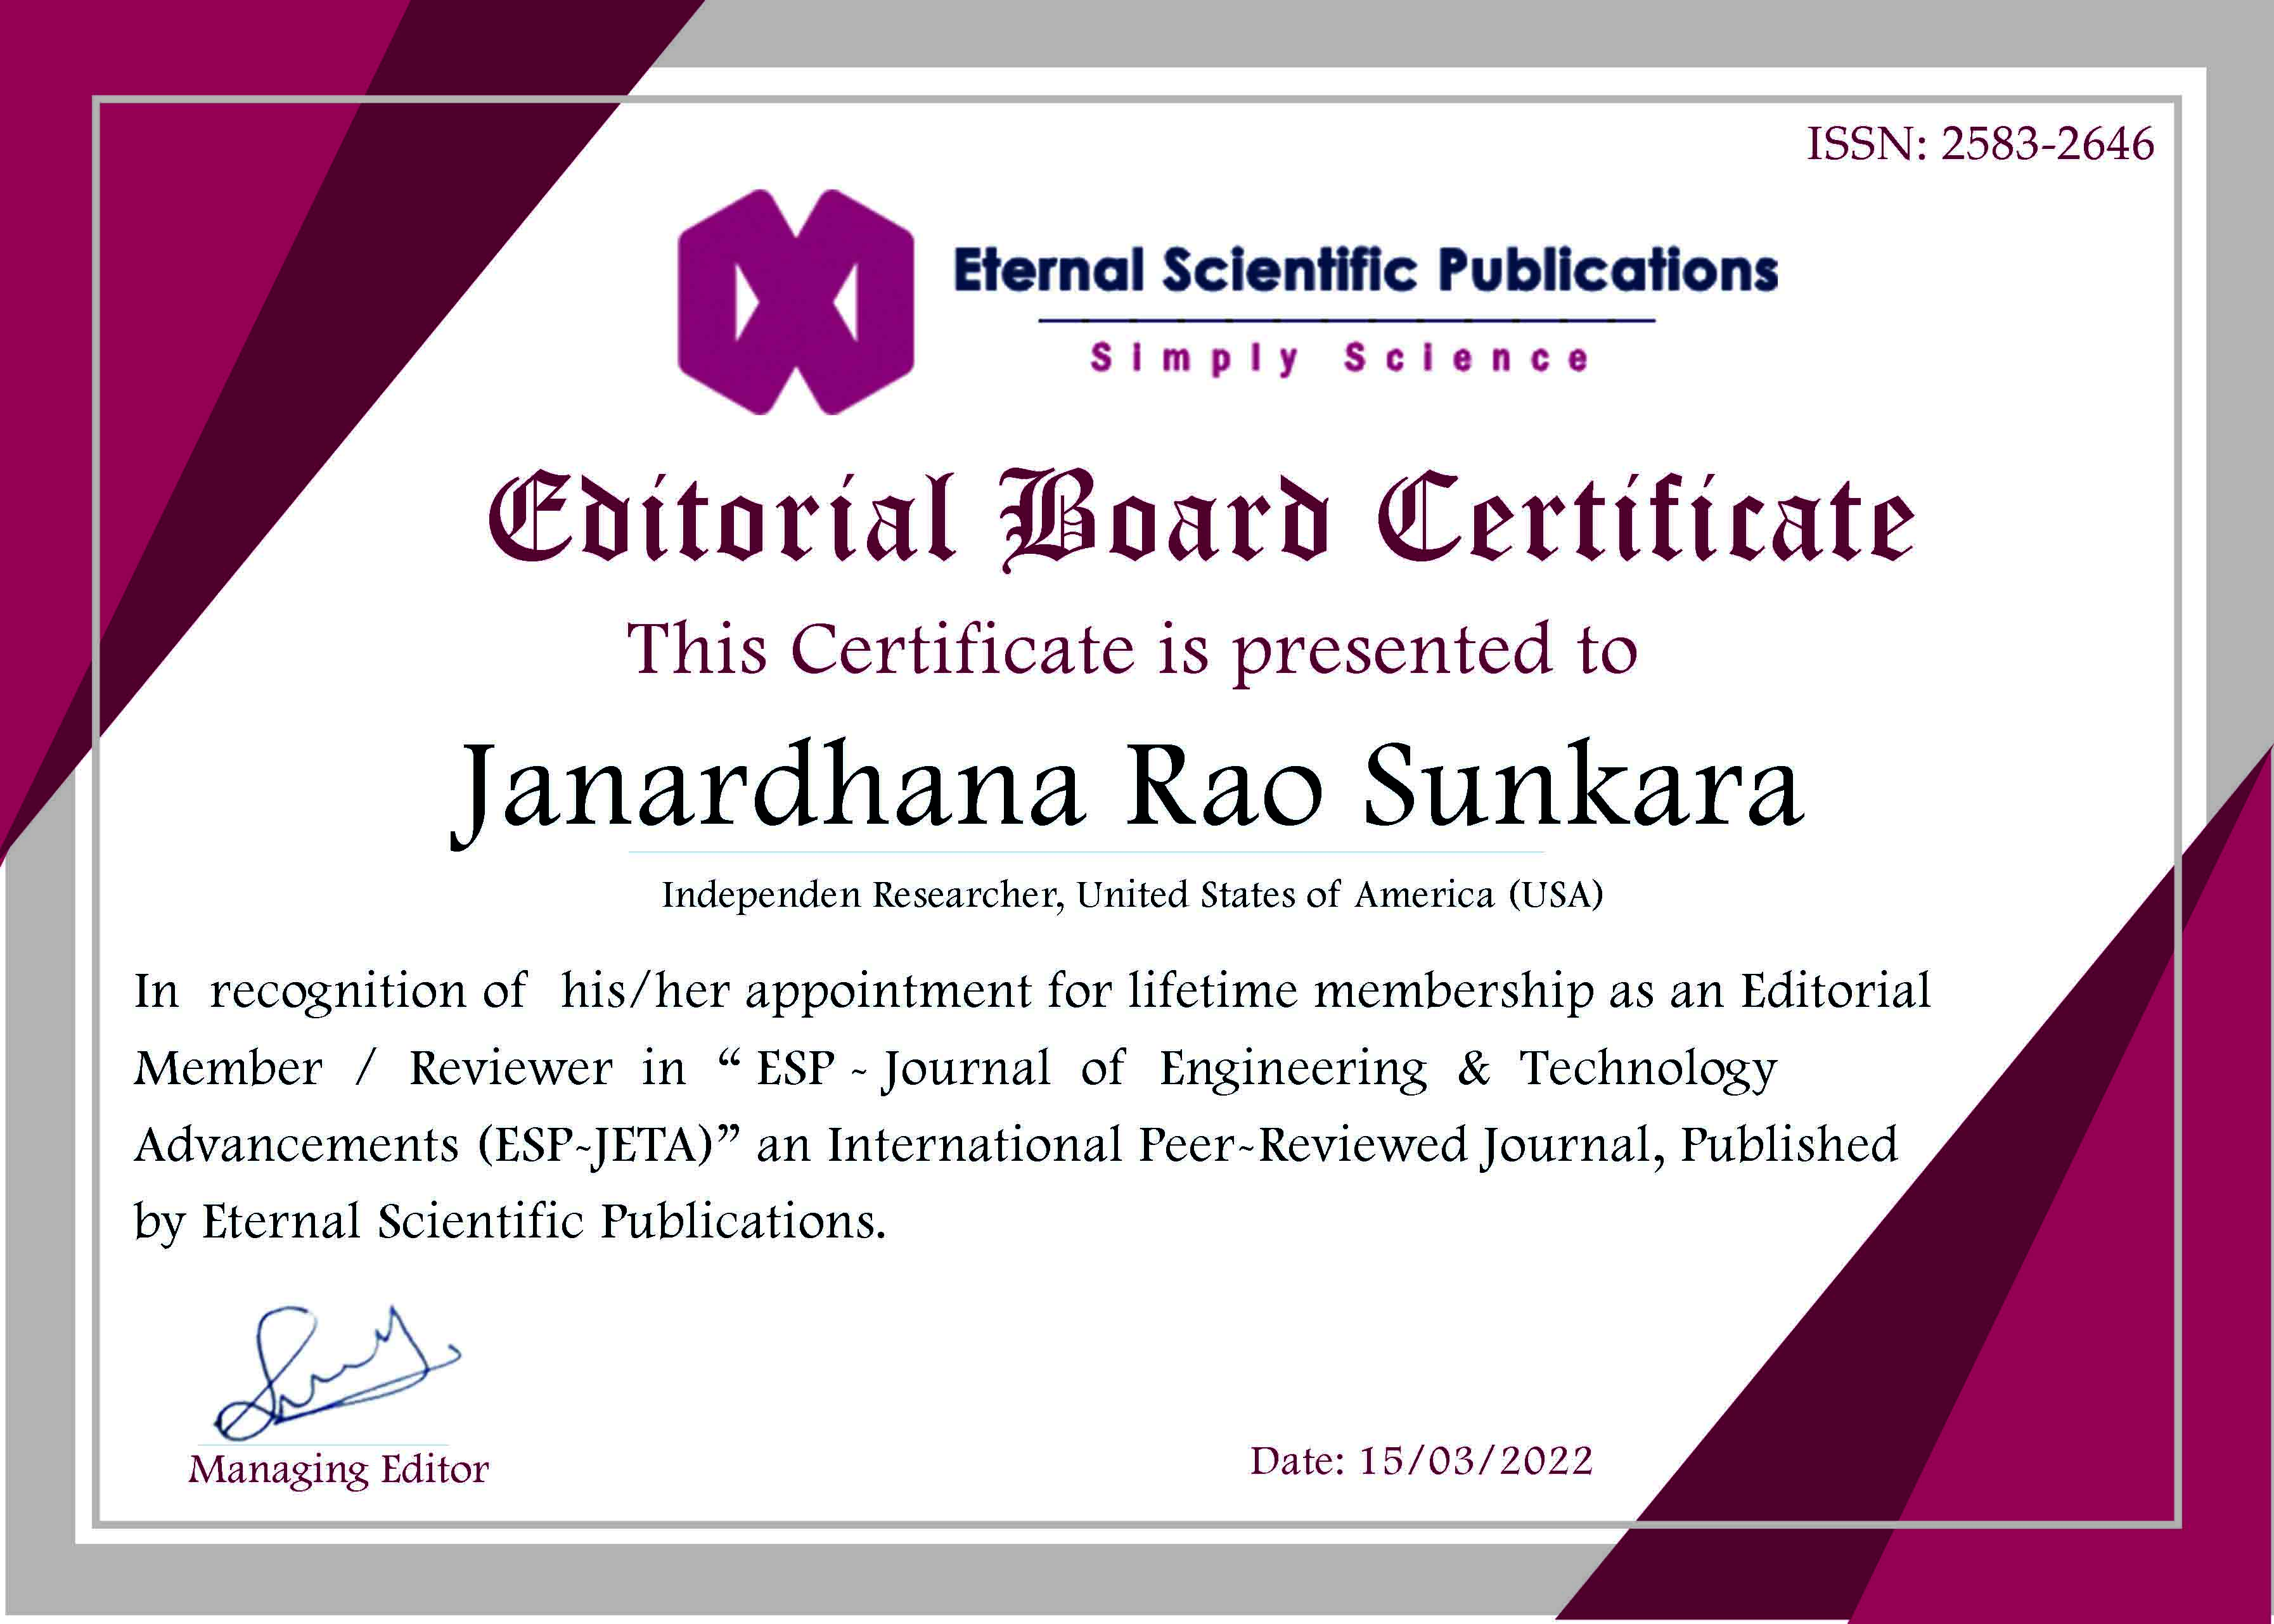 ISSN: 2583-2646
Eternal Scientific Publications
Simply Science
Editorial Board Certificate
This Certificate is presented to
Janardhana Rao Sunkara
Independen Researcher, United States of America (USA)
In recognition of his/her appointment for lifetime membership as an Editorial
Member / Reviewer in “ ESP - Journal of Engineering & Technology
Advancements (ESP-JETA)” an International Peer-Reviewed Journal, Published
by Eternal Scientific Publications.
Managing Editor
Date: 15/03/2022